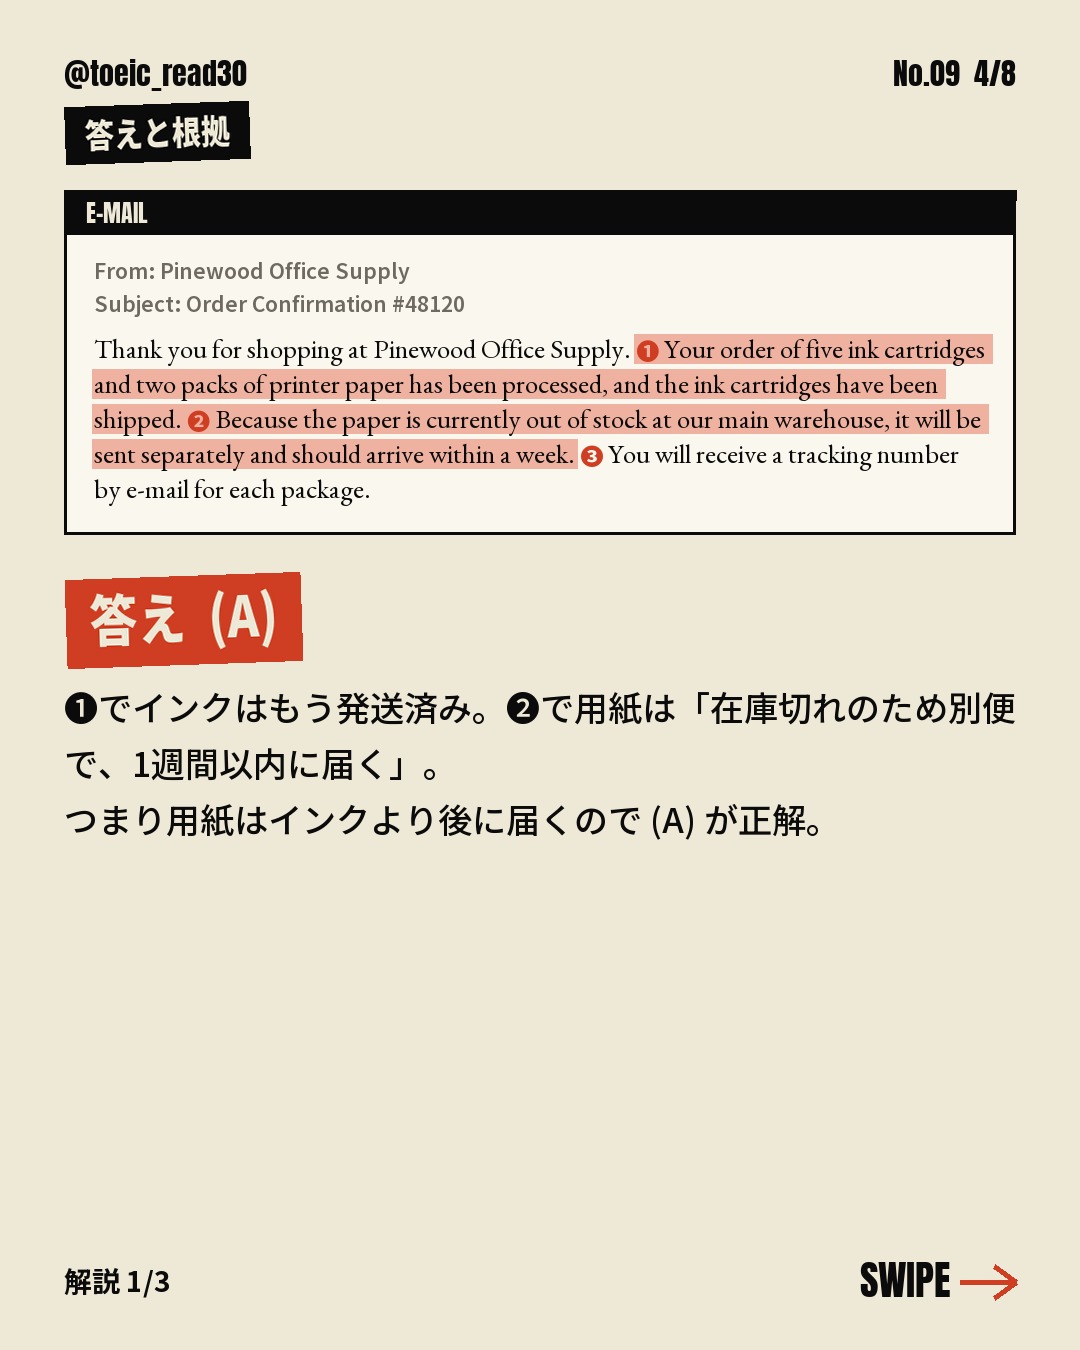 @toeic_read30
No.09 4/8
答えと根拠
E-MAIL
From: Pinewood Office Supply
Subject: Order Confirmation #48120
Thank you for shopping at Pinewood Office Supply. ❶ Your order of five ink cartridges
and two packs of printer paper has been processed, and the ink cartridges have been
shipped. ❷ Because the paper is currently out of stock at our main warehouse, it will be
sent separately and should arrive within a week. ❸ You will receive a tracking number
by e-mail for each package.
答え (A)
❶でインクはもう発送済み。❷で用紙は「在庫切れのため別便
で、1週間以内に届く」。
つまり用紙はインクより後に届くので (A) が正解。
解説 1/3
SWIPE →